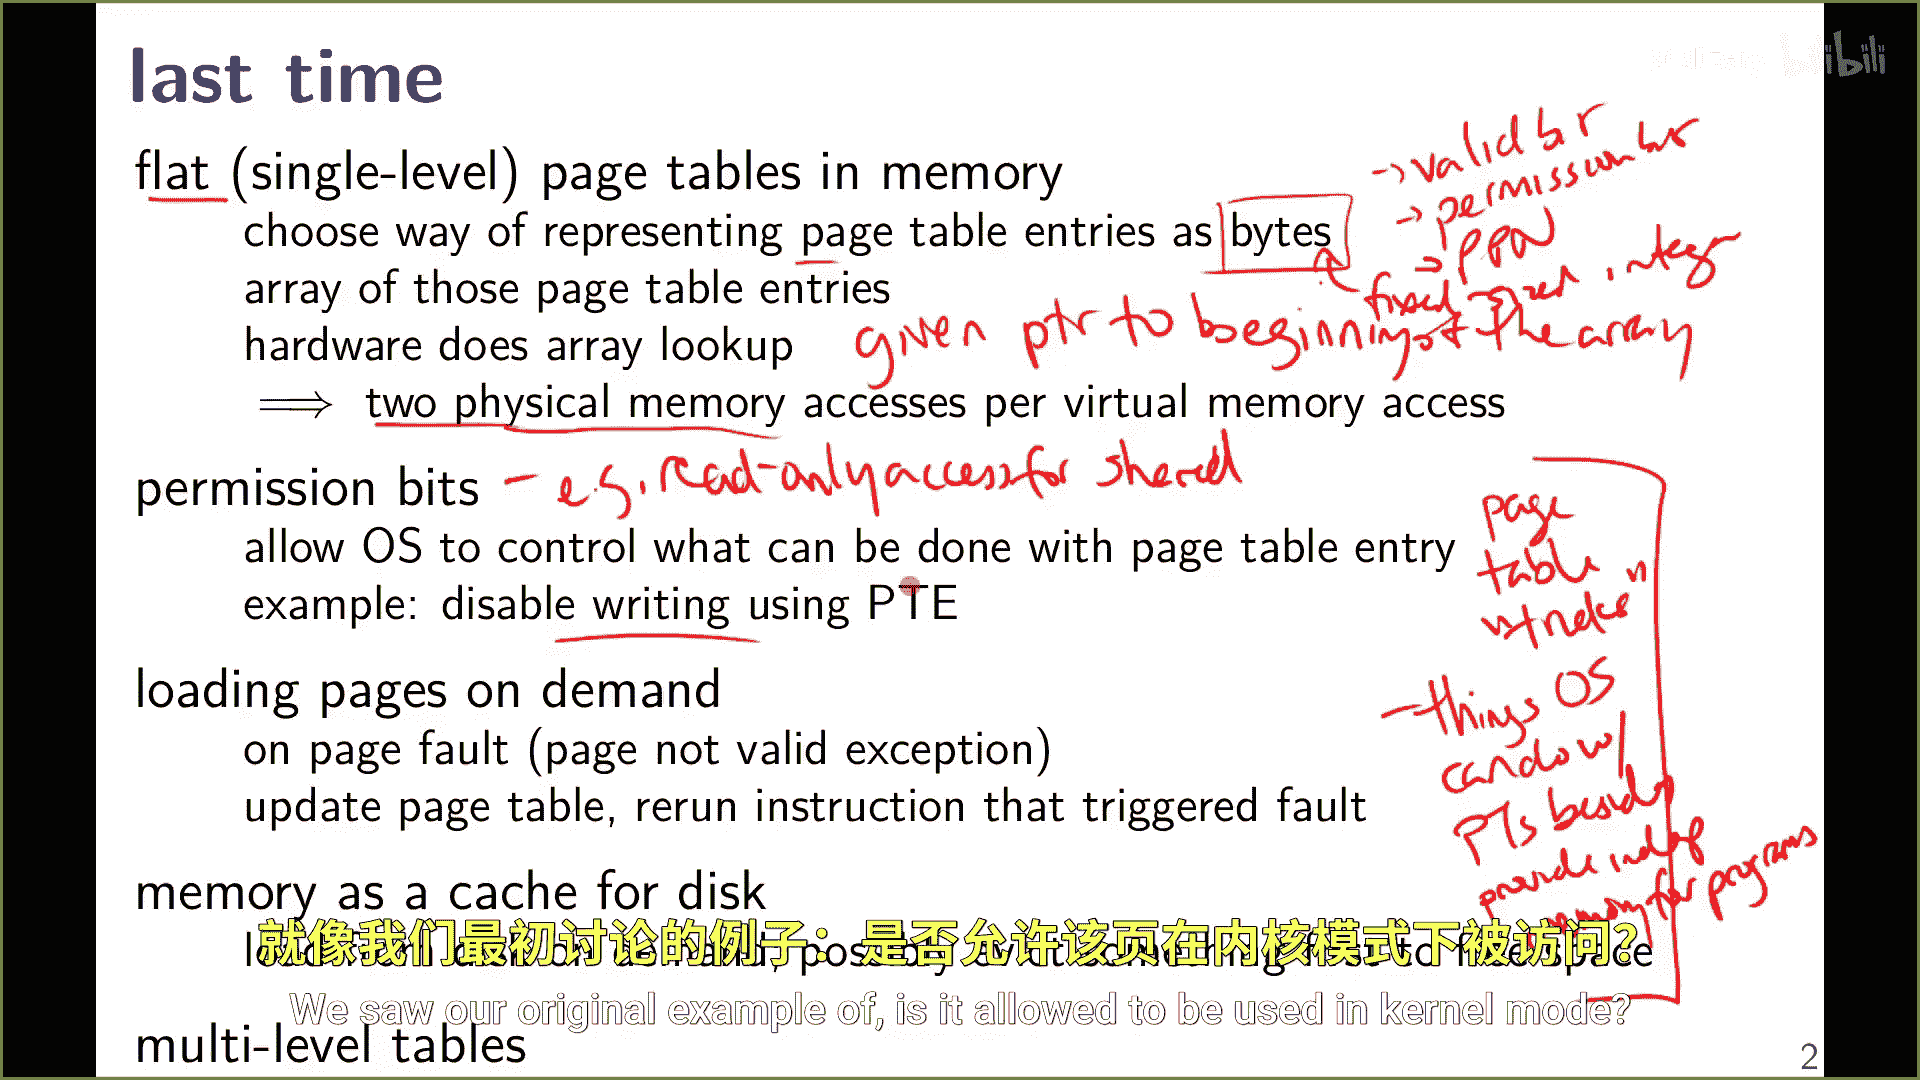 last time
bilibili
flat (single-level) page tables in memory
→ valid bit
→ permission bit
→ PPN
choose way of representing page table entries as bytes
fixed-sized integer
array of those page table entries
hardware does array lookup
given ptr to beginning of the array
⟹ two physical memory accesses per virtual memory access
permission bits
- e.g. read-only access for shared
allow OS to control what can be done with page table entry
example: disable writing using PTE
page
table
loading pages on demand
on page fault (page not valid exception)
update page table, rerun instruction that triggered fault
- things OS
can do w/
PTs beside
provide
memory for programs
memory as a cache for disk
space
就像我们最初讨论的例子：是否允许该页在内核模式下被访问？
We saw our original example of, is it allowed to be used in kernel mode?
multi-level tables
2